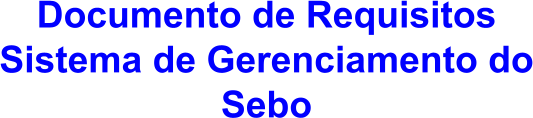 Documento de Requisitos
Sistema de Gerenciamento do
Sebo